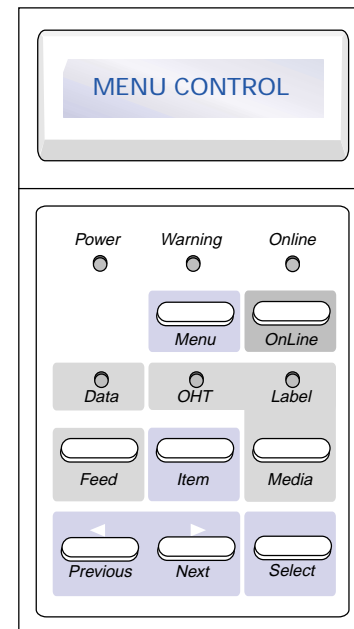 MENU CONTROL
Power Warning Online
Menu OnLine
Data OHT Label
Feed Item Media
Previous Next Select